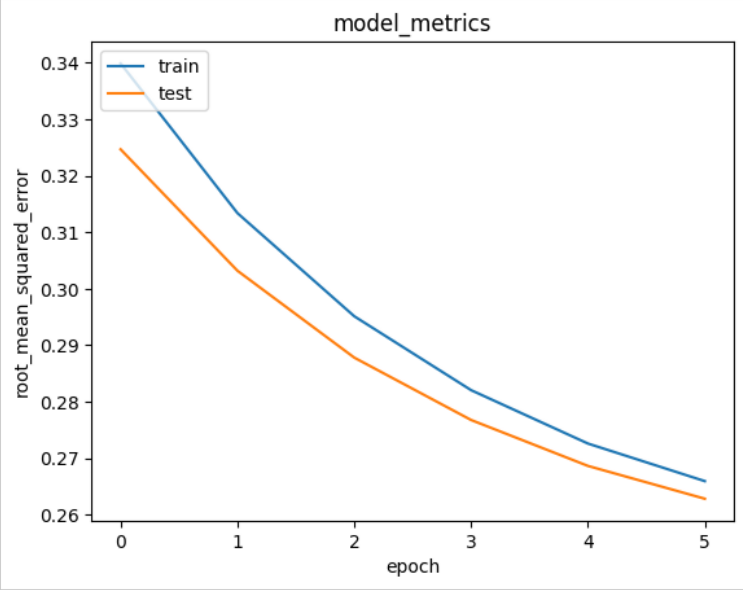 model_metrics
train
test
0.34
0.33
0.32
0.31
0.30
0.29
0.28
0.27
0.26
root_mean_squared_error
0 1 2 3 4 5
epoch